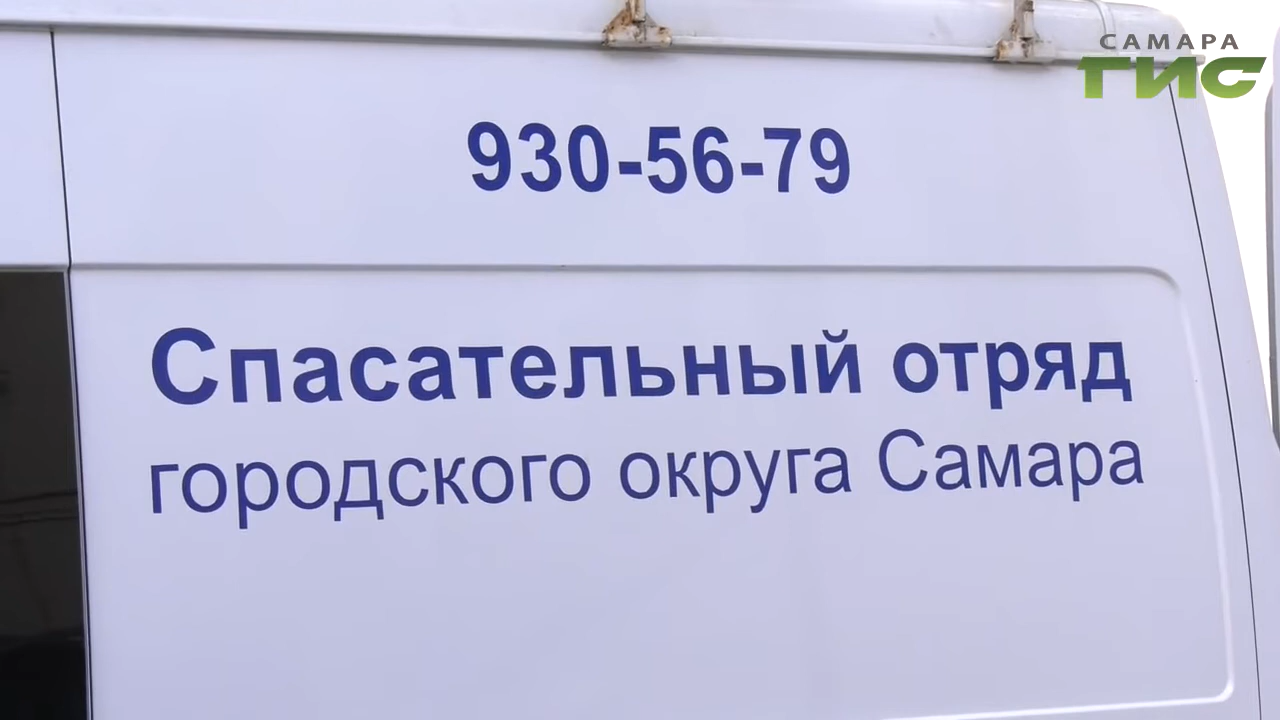 САМАРА
ГИС
930-56-79
Спасательный отряд
городского округа Самара